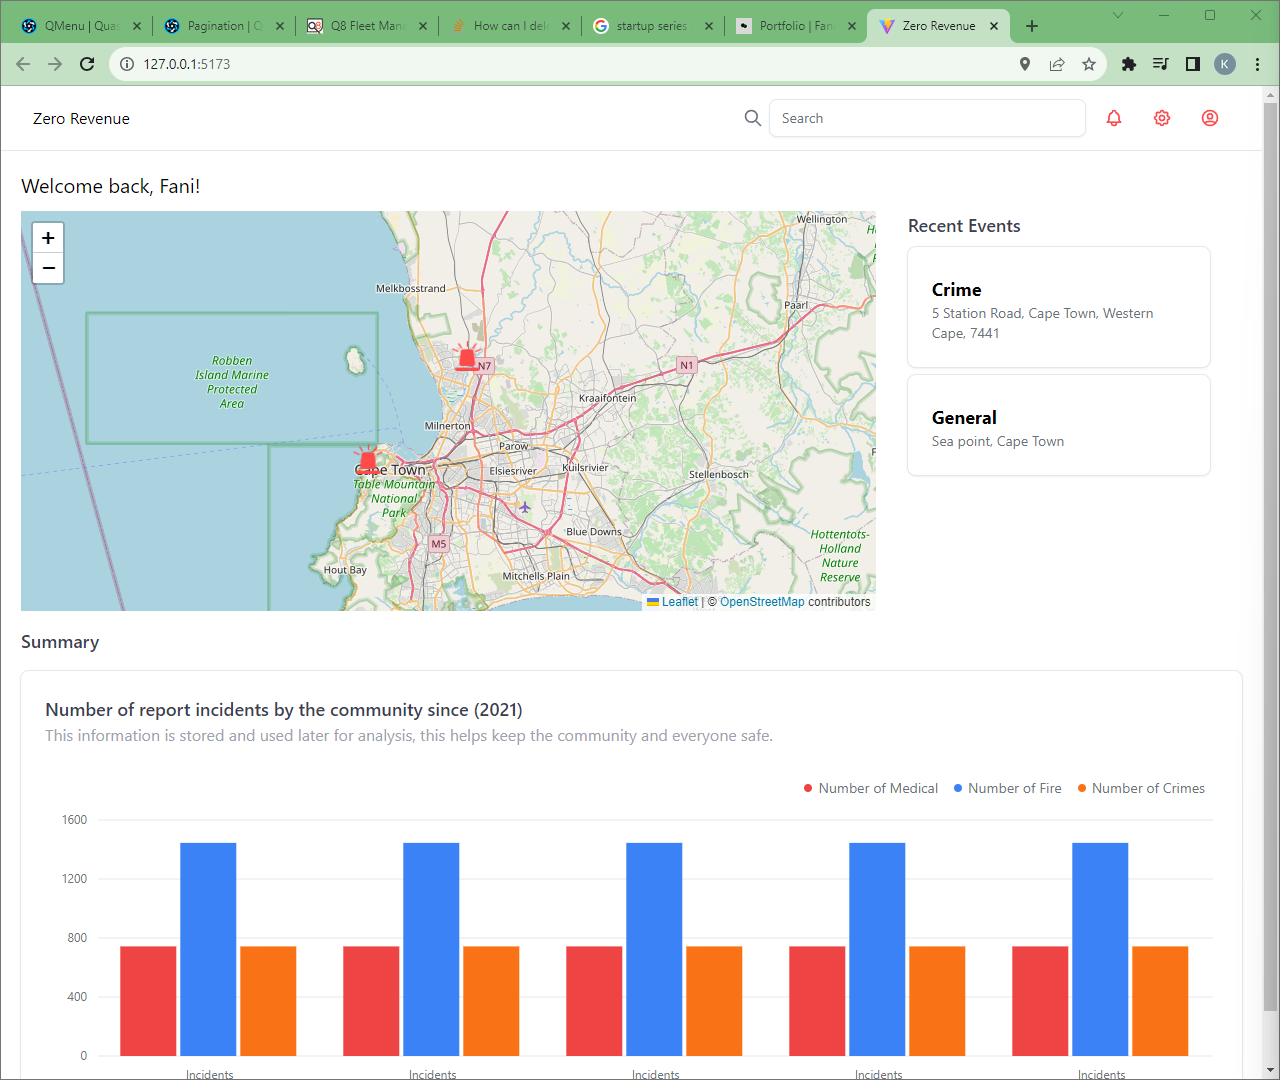 QMenu | Quas
Pagination | Q
Q8 Fleet Man
How can I del
startup series
Portfolio | Fan
Zero Revenue
127.0.0.1:5173
K
Zero Revenue
Search
Welcome back, Fani!
+
−
Wellington
Melkbosstrand
Paarl
Robben
Island Marine
Protected
Area
N7
N1
Kraaifontein
Milnerton
Parow
Cape Town
Elsiesriver
Kuilsrivier
Stellenbosch
Table Mountain
National
Park
M5
Blue Downs
Hottentots-
Holland
Nature
Reserve
Hout Bay
Mitchells Plain
Leaflet | © OpenStreetMap contributors
Recent Events
Crime
5 Station Road, Cape Town, Western
Cape, 7441
General
Sea point, Cape Town
Summary
Number of report incidents by the community since (2021)
This information is stored and used later for analysis, this helps keep the community and everyone safe.
Number of Medical
Number of Fire
Number of Crimes
1600
1200
800
400
0
Incidents
Incidents
Incidents
Incidents
Incidents